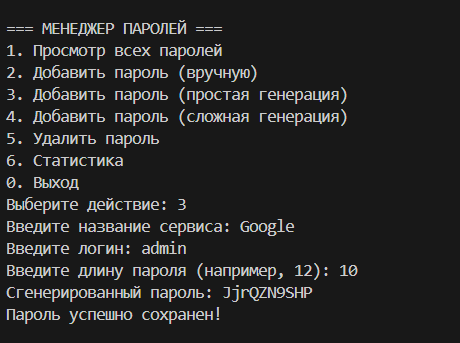 === МЕНЕДЖЕР ПАРОЛЕЙ ===
1. Просмотр всех паролей
2. Добавить пароль (вручную)
3. Добавить пароль (простая генерация)
4. Добавить пароль (сложная генерация)
5. Удалить пароль
6. Статистика
0. Выход
Выберите действие: 3
Введите название сервиса: Google
Введите логин: admin
Введите длину пароля (например, 12): 10
Сгенерированный пароль: JjrQZN9SHP
Пароль успешно сохранен!